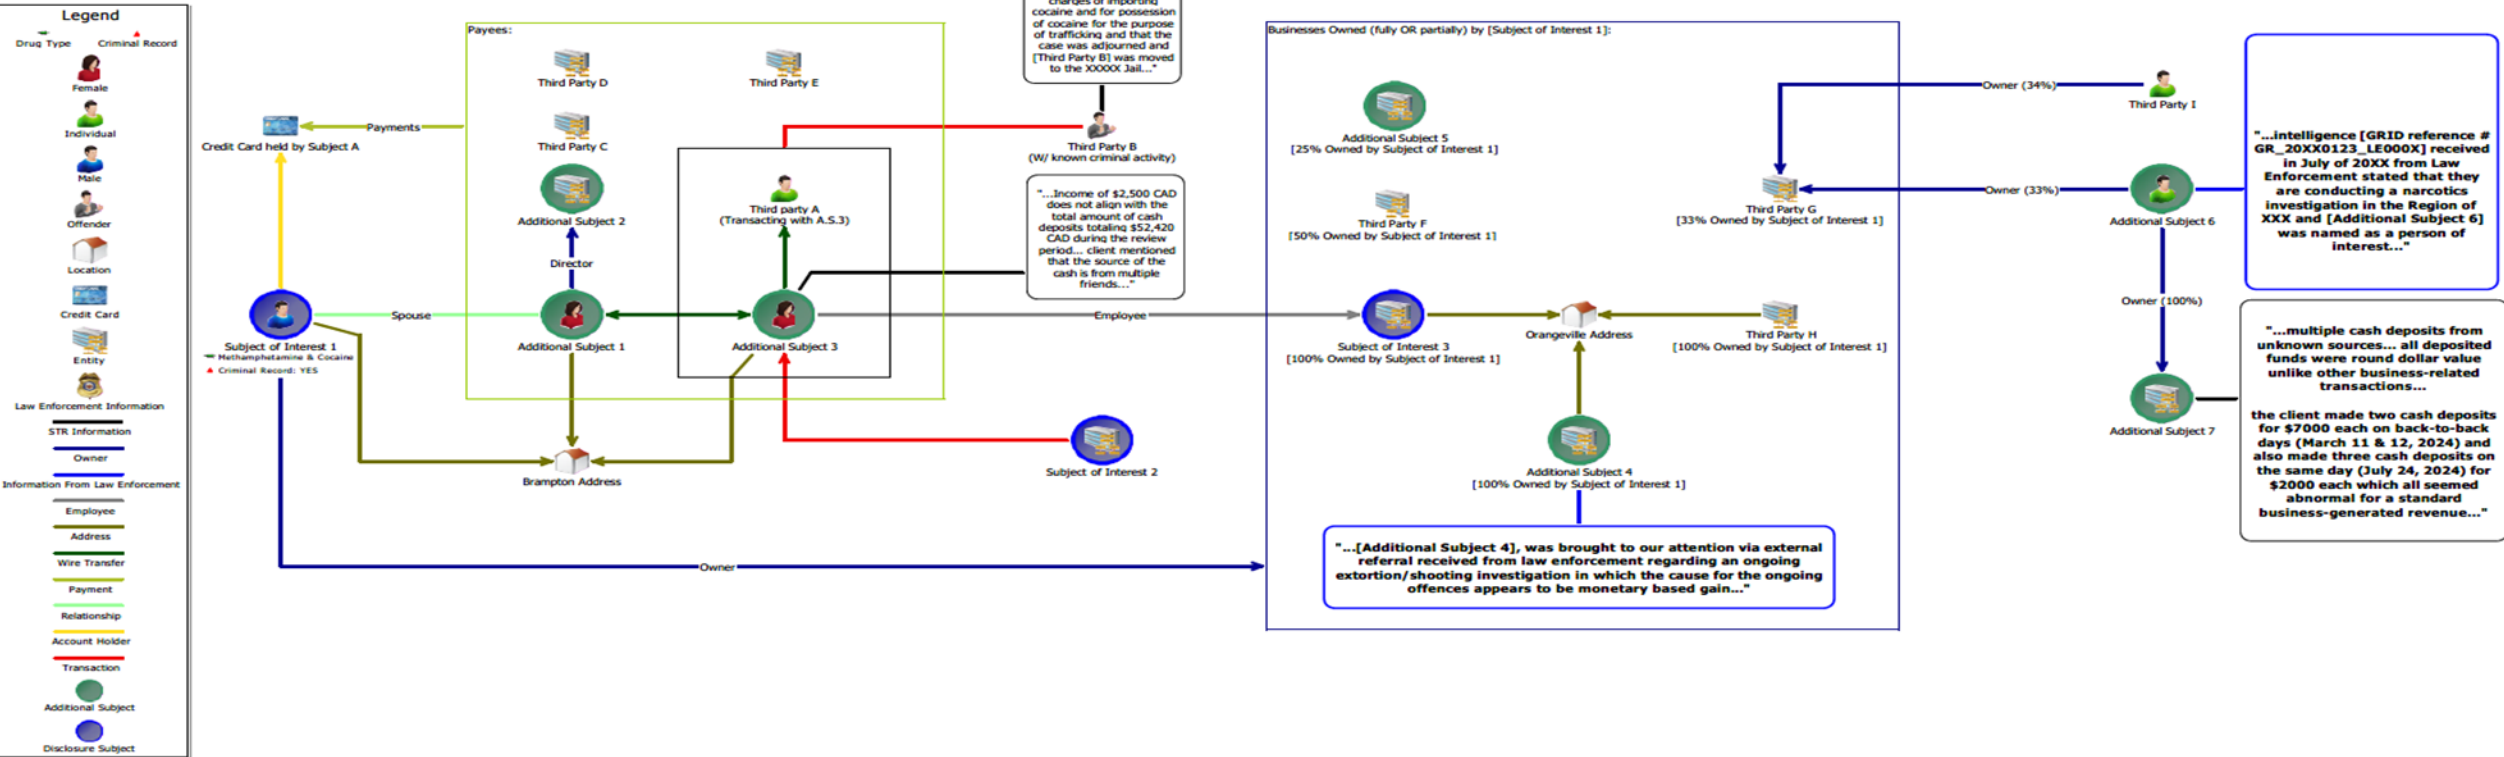 Legend
Drug Type
Criminal Record
Female
Individual
Male
Offender
Location
Credit Card
Entity
Law Enforcement Information
STR Information
Owner
Information From Law Enforcement
Employee
Address
Wire Transfer
Payment
Relationship
Account Holder
Transaction
Additional Subject
Disclosure Subject
Credit Card held by Subject A
Payments
Subject of Interest 1
Methamphetamine & Cocaine
Criminal Record: YES
Spouse
Payees:
Third Party D
Third Party E
Third Party C
Additional Subject 2
Director
Additional Subject 1
Third party A
(Transacting with A.S.3)
Additional Subject 3
Brampton Address
charges of importing
cocaine and for possession
of cocaine for the purpose
of trafficking and that the
case was adjourned and
[Third Party B] was moved
to the XXXXX Jail..."
Third Party B
(W/ known criminal activity)
"...Income of $2,500 CAD
does not align with the
total amount of cash
deposits totaling $52,420
CAD during the review
period... client mentioned
that the source of the
cash is from multiple
friends..."
Employee
Subject of Interest 2
Owner
Businesses Owned (fully OR partially) by [Subject of Interest 1]:
Additional Subject 5
[25% Owned by Subject of Interest 1]
Third Party F
[50% Owned by Subject of Interest 1]
Third Party G
[33% Owned by Subject of Interest 1]
Subject of Interest 3
[100% Owned by Subject of Interest 1]
Orangeville Address
Third Party H
[100% Owned by Subject of Interest 1]
Additional Subject 4
[100% Owned by Subject of Interest 1]
"...[Additional Subject 4], was brought to our attention via external
referral received from law enforcement regarding an ongoing
extortion/shooting investigation in which the cause for the ongoing
offences appears to be monetary based gain..."
Owner (34%)
Third Party I
Owner (33%)
Additional Subject 6
Owner (100%)
Additional Subject 7
"...intelligence [GRID reference #
GR_20XX0123_LE000X] received
in July of 20XX from Law
Enforcement stated that they
are conducting a narcotics
investigation in the Region of
XXX and [Additional Subject 6]
was named as a person of
interest..."
"...multiple cash deposits from
unknown sources... all deposited
funds were round dollar value
unlike other business-related
transactions...
the client made two cash deposits
for $7000 each on back-to-back
days (March 11 & 12, 2024) and
also made three cash deposits on
the same day (July 24, 2024) for
$2000 each which all seemed
abnormal for a standard
business-generated revenue..."